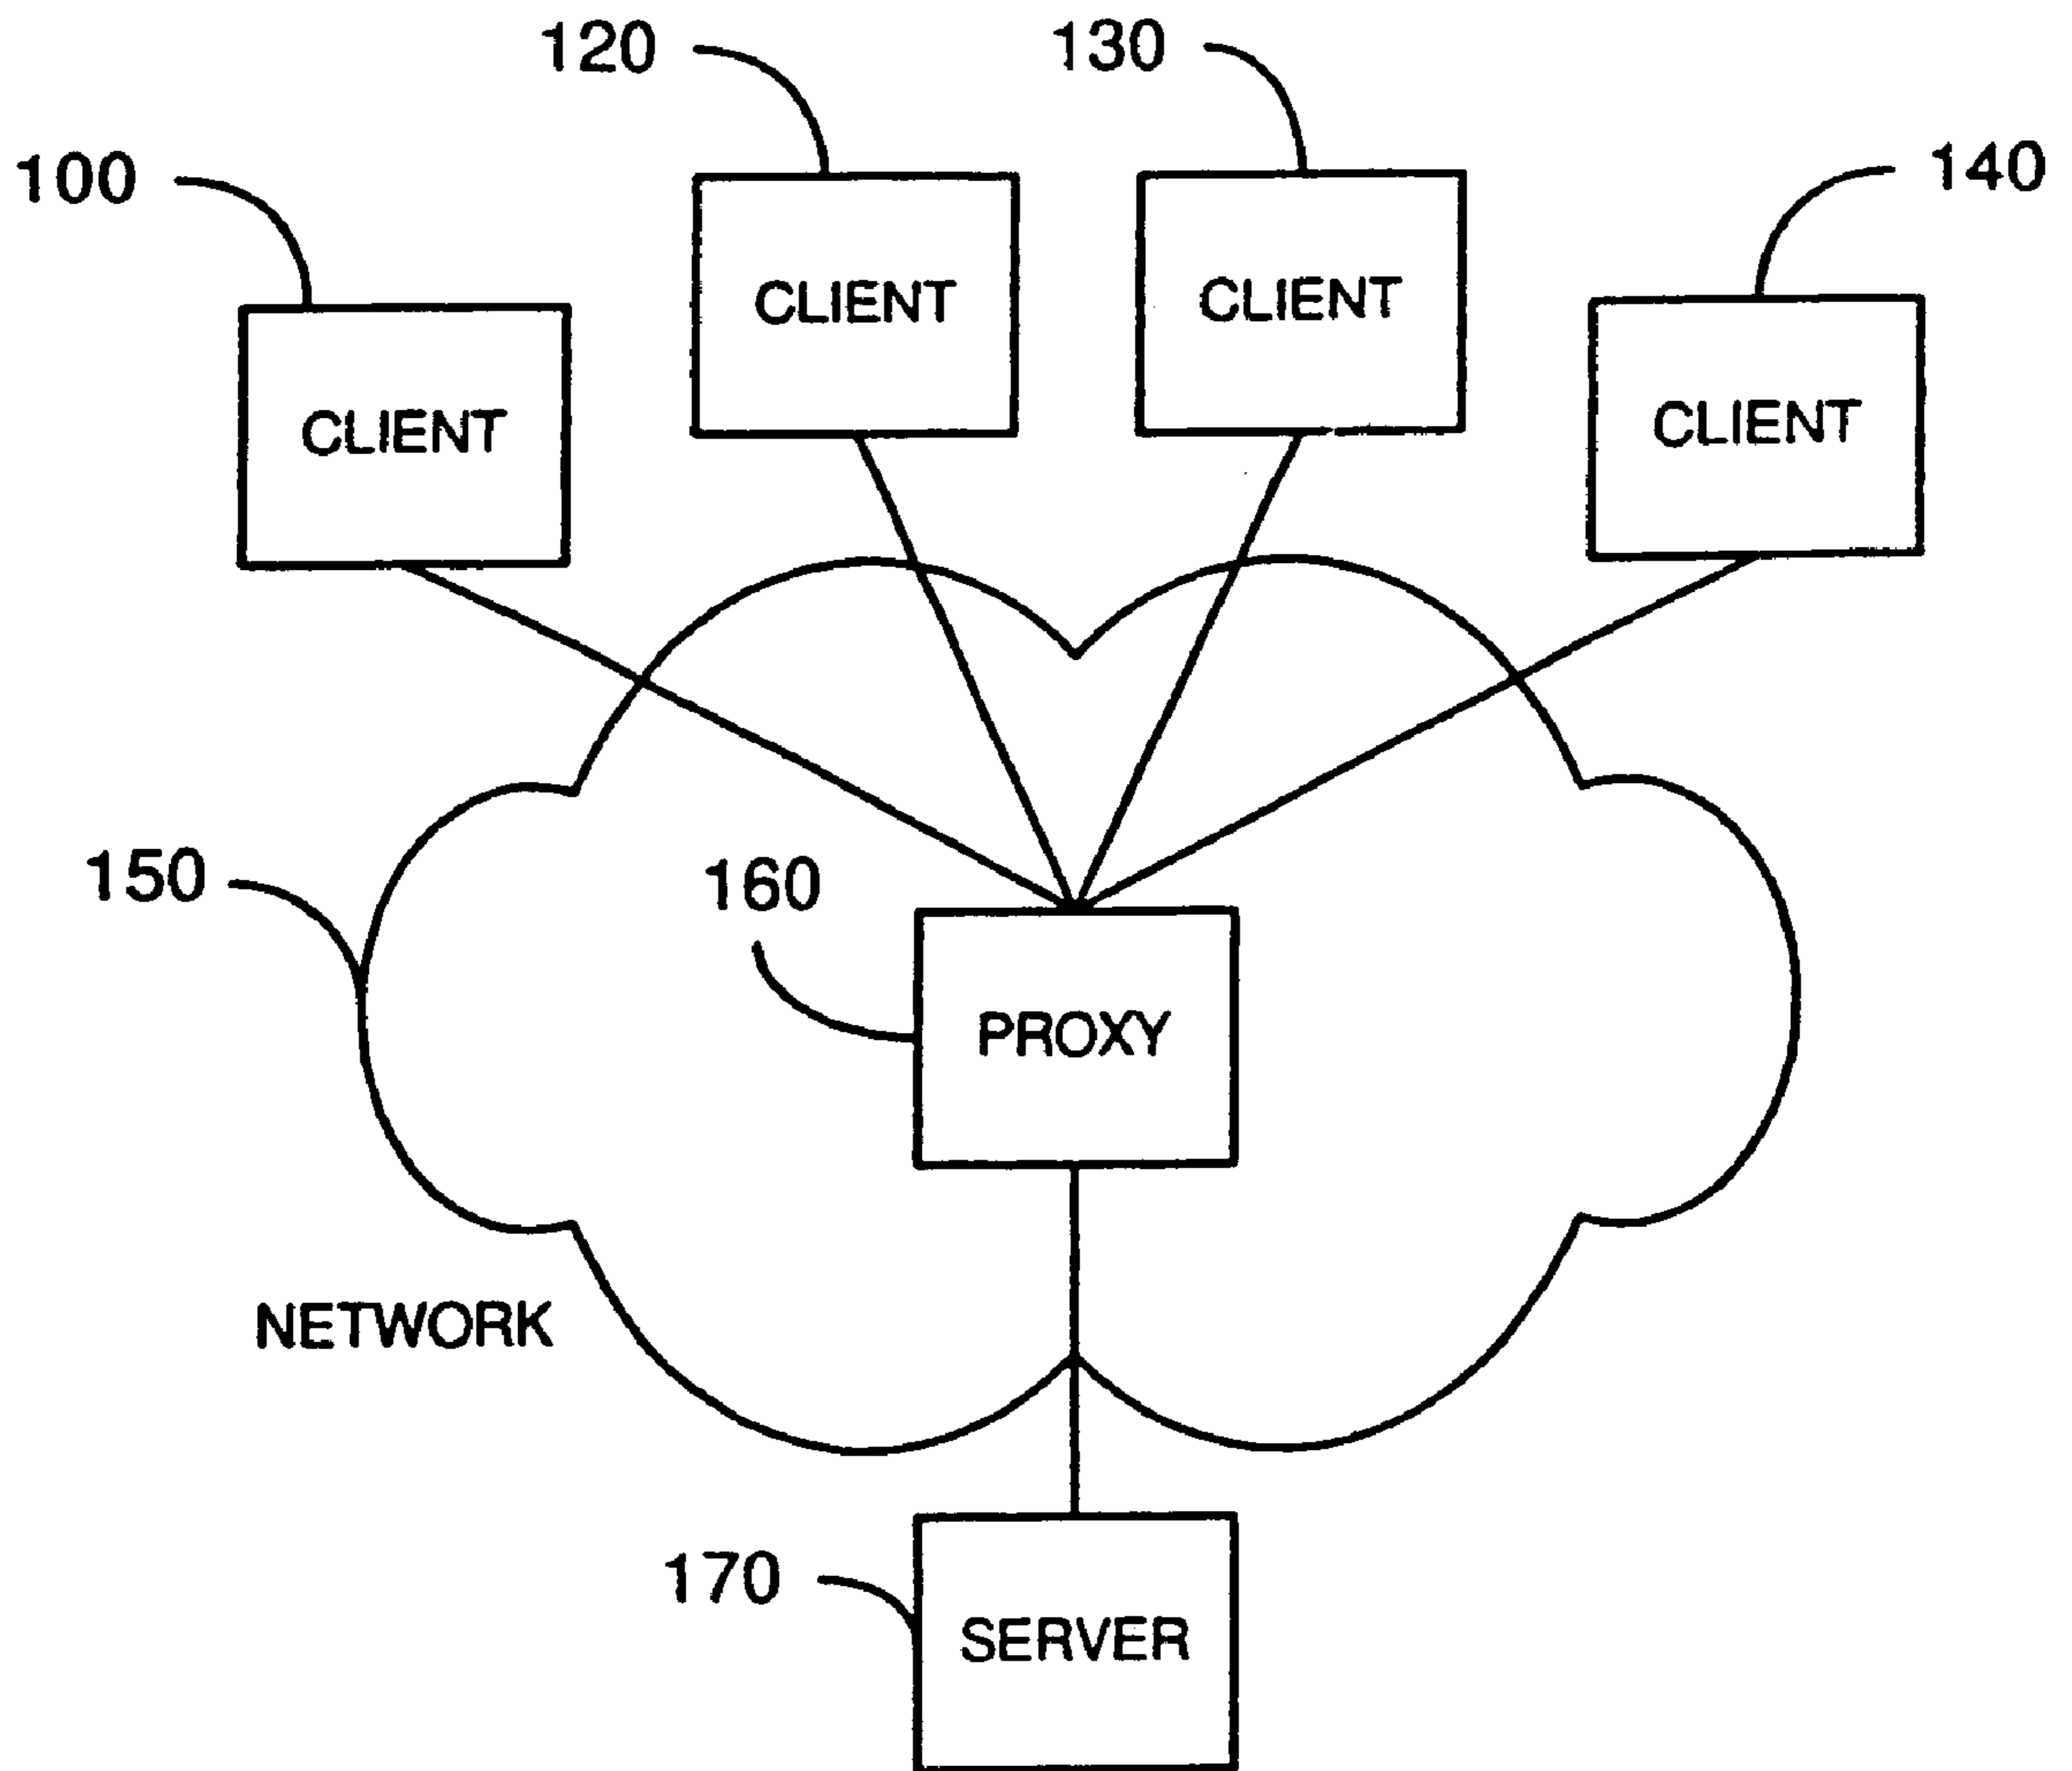 120
130
100
140
CLIENT
CLIENT
CLIENT
CLIENT
150
160
PROXY
NETWORK
170
SERVER